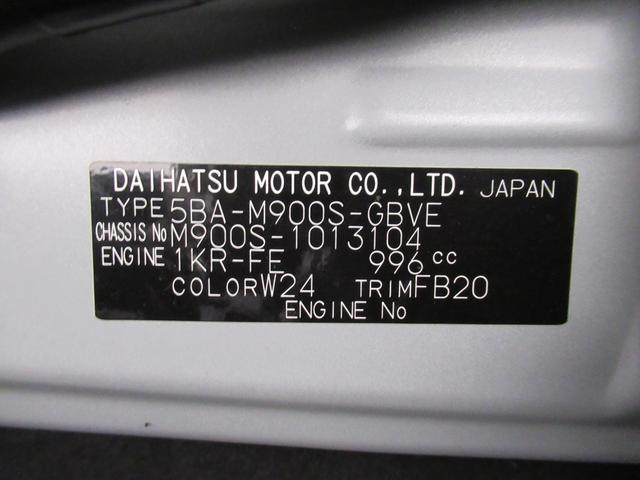 DAIHATSU MOTOR CO.,LTD. JAPAN
TYPE 5BA-M900S-GBVE
CHASSIS No M900S-1013104
ENGINE 1KR-FE 996cc
COLOR W24 TRIM FB20
ENGINE No